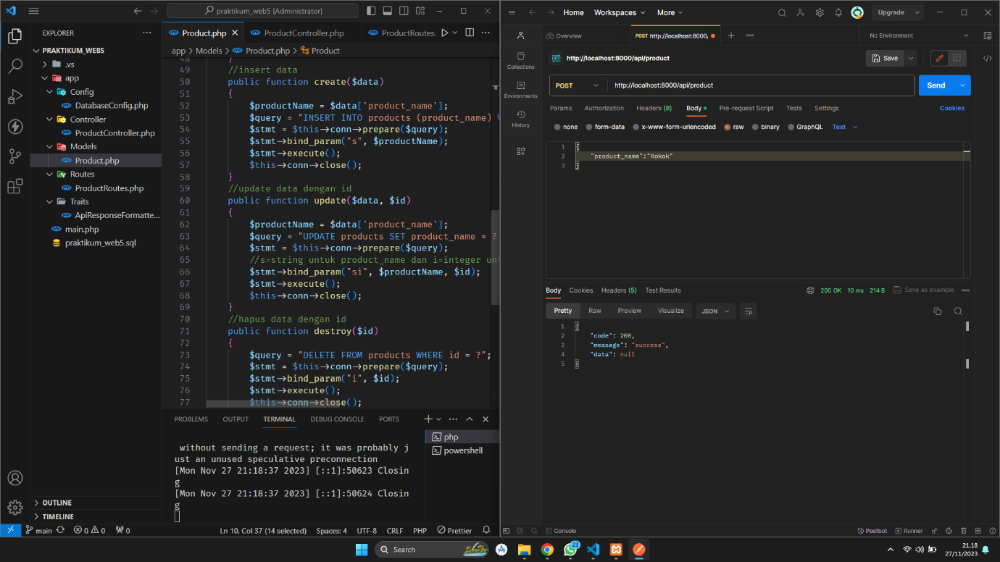 praktikum_web5 [Administrator]
EXPLORER
PRAKTIKUM_WEB5
.vs
app
Config
DatabaseConfig.php
Controller
ProductController.php
Models
Product.php
Routes
ProductRoutes.php
Traits
ApiResponseFormatte...
main.php
praktikum_web5.sql
OUTLINE
TIMELINE
Product.php
ProductController.php
ProductRoutes.
app > Models > Product.php > Product
48 }
49 //insert data
50 public function create($data)
51 {
52 $productName = $data['product_name'];
53 $query = "INSERT INTO products (product_name) V
54 $stmt = $this->conn->prepare($query);
55 $stmt->bind_param("s", $productName);
56 $stmt->execute();
57 $this->conn->close();
58 }
59 //update data dengan id
60 public function update($data, $id)
61 {
62 $productName = $data['product_name'];
63 $query = "UPDATE products SET product_name = ?
64 $stmt = $this->conn->prepare($query);
65 //s=string untuk product_name dan i=integer unt
66 $stmt->bind_param("si", $productName, $id);
67 $stmt->execute();
68 $this->conn->close();
69 }
70 //hapus data dengan id
71 public function destroy($id)
72 {
73 $query = "DELETE FROM products WHERE id = ?";
74 $stmt = $this->conn->prepare($query);
75 $stmt->bind_param("i", $id);
76 $stmt->execute();
77 $this->conn->close();
PROBLEMS OUTPUT TERMINAL DEBUG CONSOLE PORTS
without sending a request; it was probably j
ust an unused speculative preconnection
[Mon Nov 27 21:18:37 2023] [::1]:50623 Closin
g
[Mon Nov 27 21:18:37 2023] [::1]:50624 Closin
g
php
powershell
main 0 0 0 Ln 10, Col 37 (14 selected) Spaces: 4 UTF-8 CRLF PHP Prettier
Home Workspaces More Upgrade
Overview
POST http://localhost:8000/
No Environment
Collections
Environments
History
http://localhost:8000/api/product
Save
POST http://localhost:8000/api/product
Send
Params Authorization Headers (8) Body Pre-request Script Tests Settings Cookies
none form-data x-www-form-urlencoded raw binary GraphQL Text
1 {
2 "product_name":"Rokok"
3 }
Body Cookies Headers (5) Test Results 200 OK 10 ms 214 B Save as example
Pretty Raw Preview Visualize JSON
1 {
2 "code": 200,
3 "message": "success",
4 "data": null
5 }
Console Postbot Runner
Search
23
21.18
27/11/2023